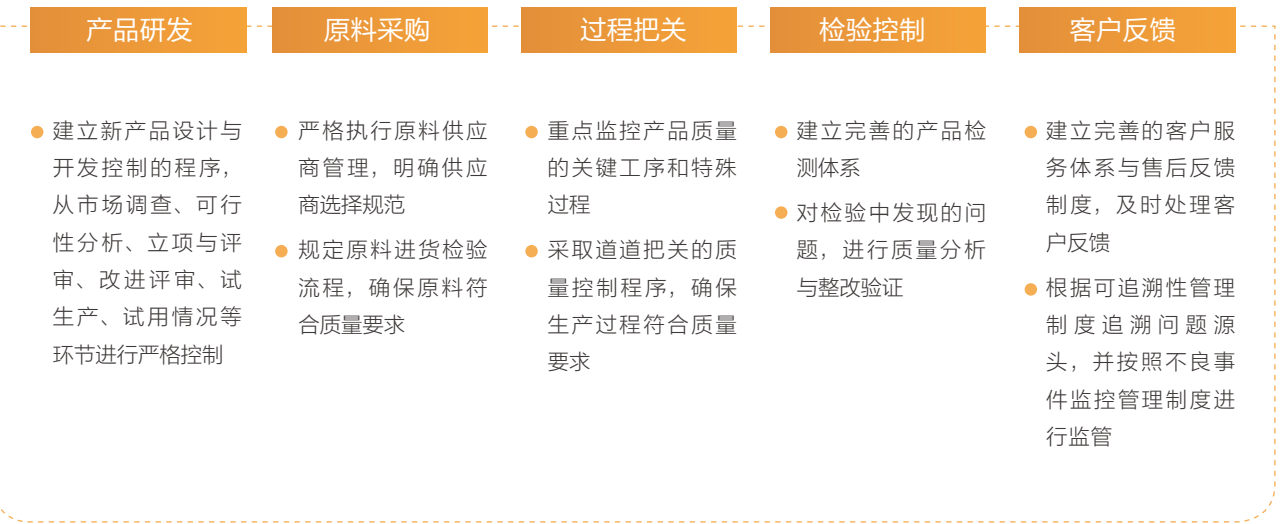 产品研发
建立新产品设计与
开发控制的程序，
从市场调查、可行
性分析、立项与评
审、改进评审、试
生产、试用情况等
环节进行严格控制
原料采购
严格执行原料供应
商管理，明确供应
商选择规范
规定原料进货检验
流程，确保原料符
合质量要求
过程把关
重点监控产品质量
的关键工序和特殊
过程
采取道道把关的质
量控制程序，确保
生产过程符合质量
要求
检验控制
建立完善的产品检
测体系
对检验中发现的问
题，进行质量分析
与整改验证
客户反馈
建立完善的客户服
务体系与售后反馈
制度，及时处理客
户反馈
根据可追溯性管理
制度追溯问题源
头，并按照不良事
件监控管理制度进
行监管